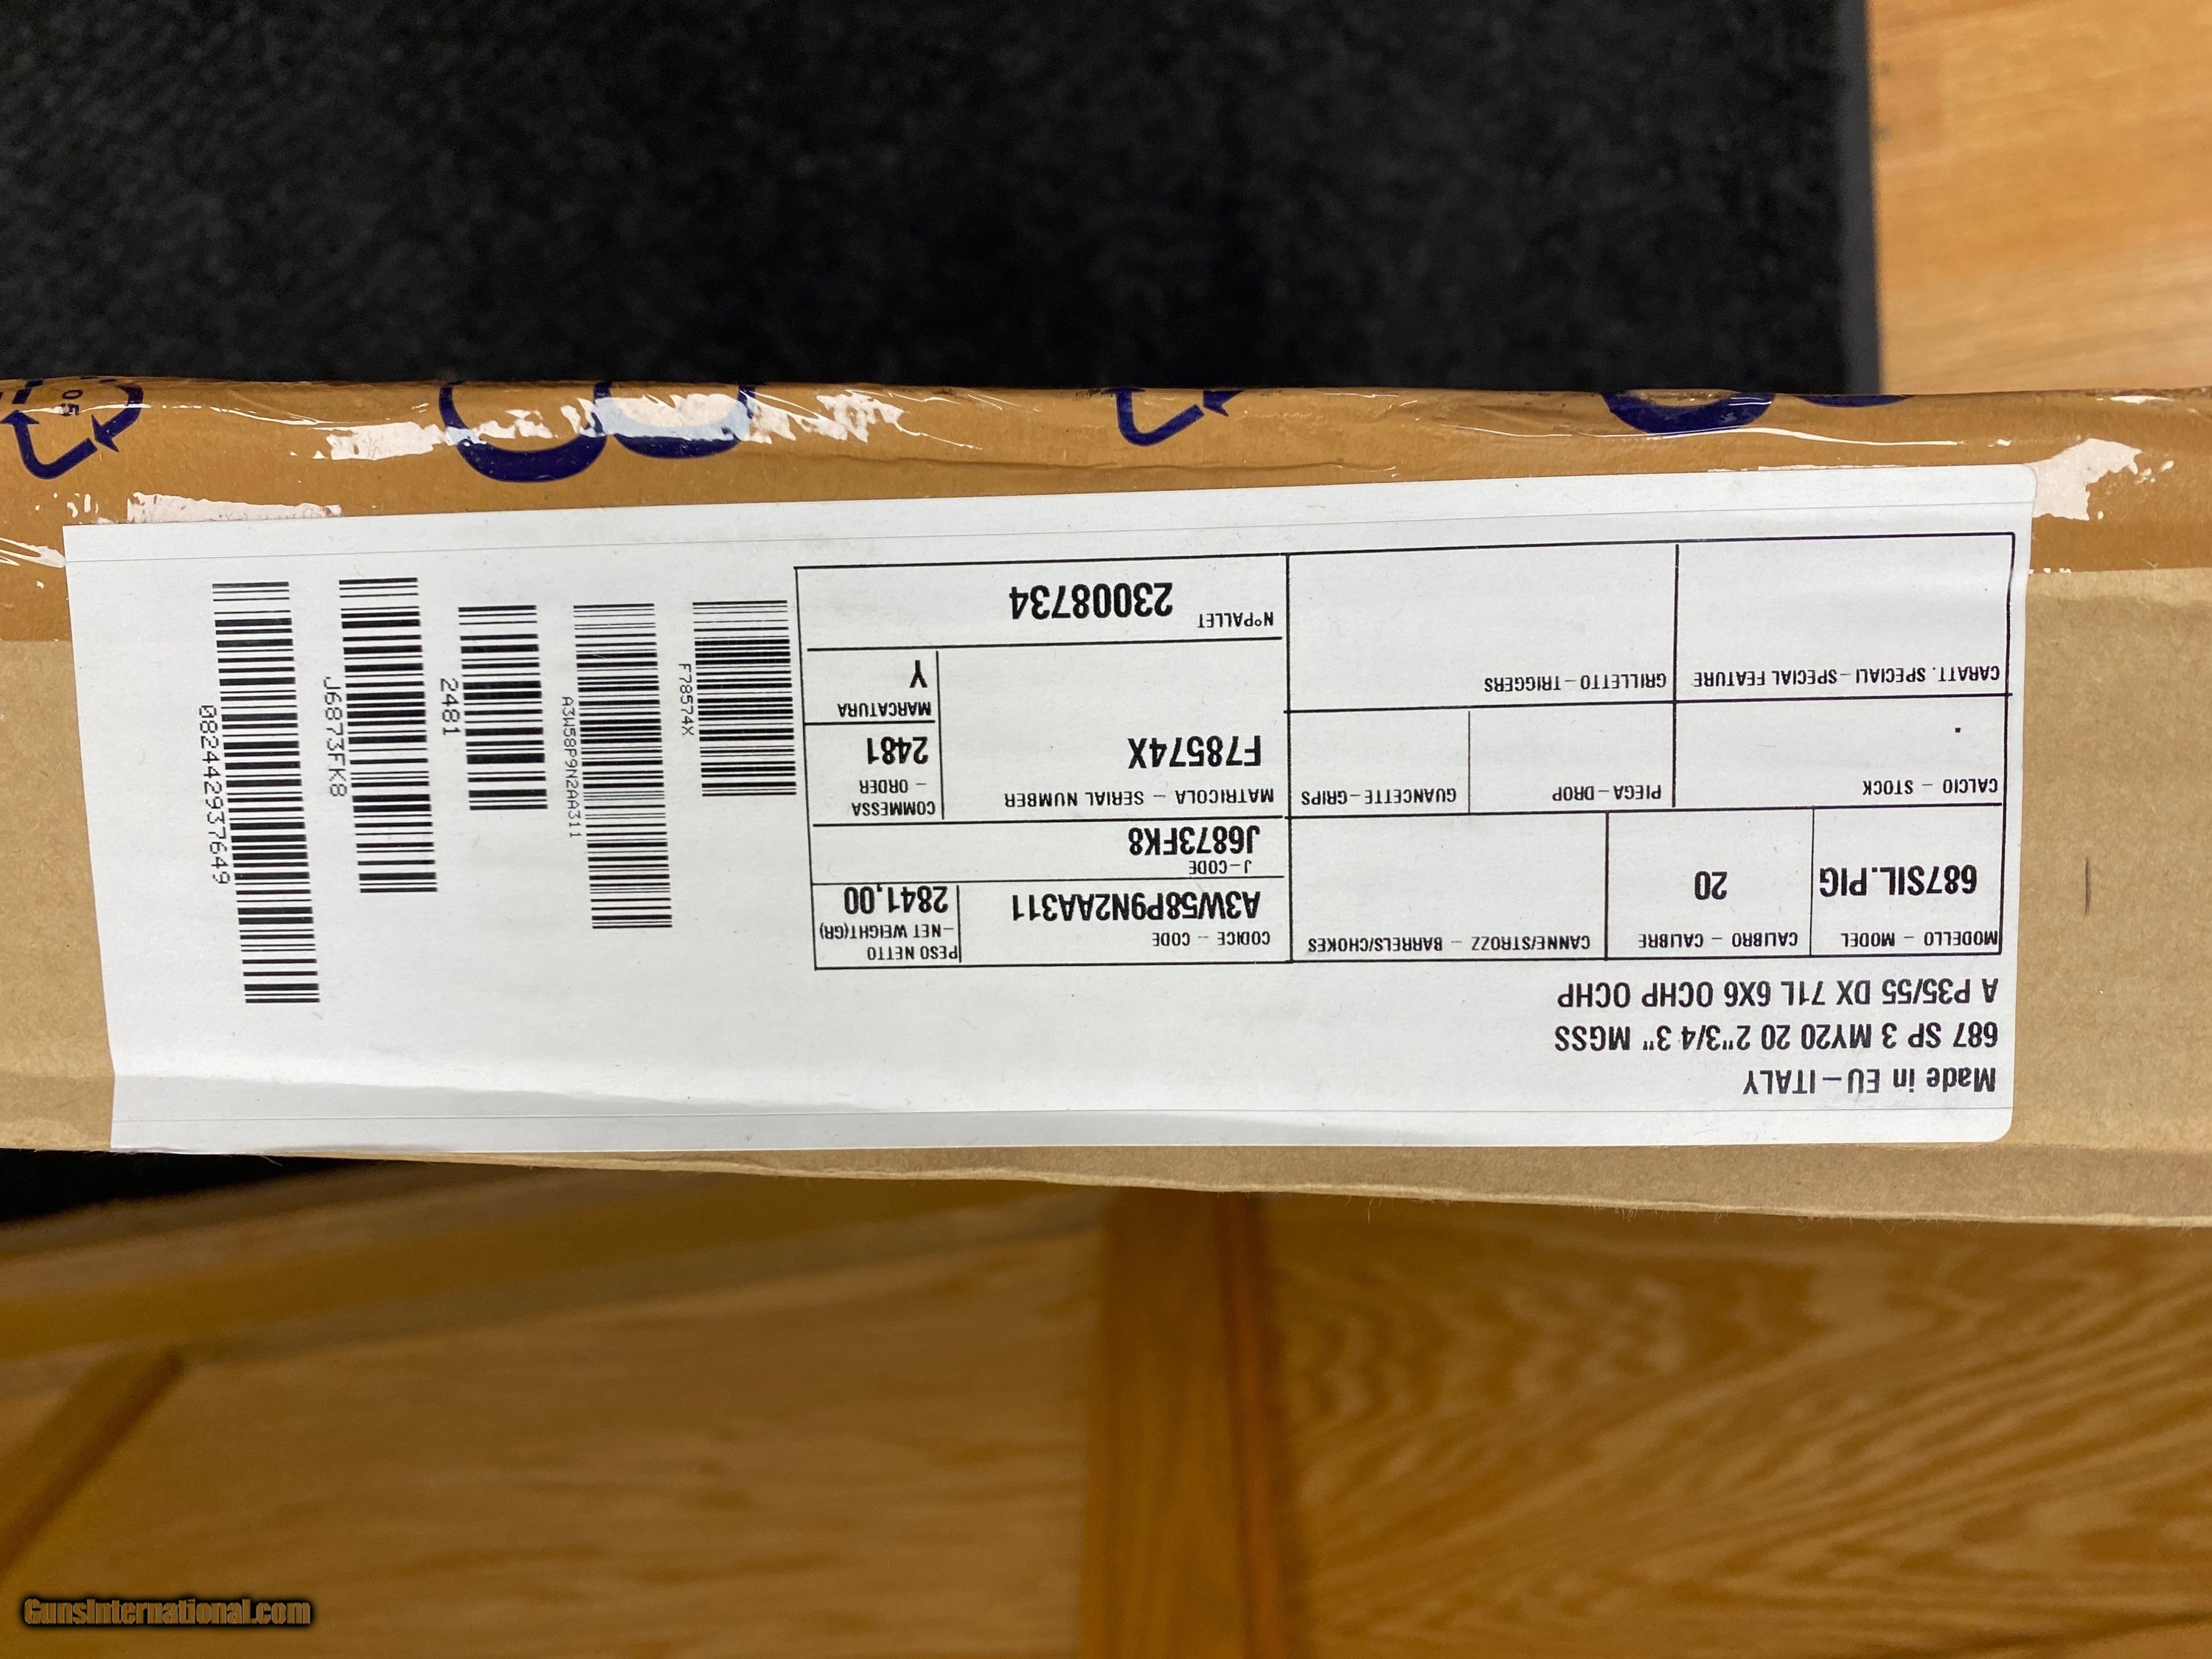 Made in EU-ITALY
687 SP 3 MY20 20 2"3/4 3" MGSS
A P35/55 DX 71L 6X6 OCHP OCHP
MODELLO - MODEL
687SIL.PIG
CALIBRO - CALIBRE
20
CANNE/STROZZ - BARRELS/CHOKES
CODICE - CODE
A3W58P9N2AA311
PESO NETTO
-NET WEIGHT(GR)
2841,00
J-CODE
J6873FK8
CALCIO - STOCK
.
PIEGA-DROP
GUANCETTE-GRIPS
MATRICOLA - SERIAL NUMBER
F78574X
COMMESSA
- ORDER
2481
MARCATURA
Y
CARATT. SPECIALI-SPECIAL FEATURE
GRILLETTO-TRIGGERS
N°PALLET
23008734
F78574X
A3W58P9N2AA311
2481
J6873FK8
082442937649
05
GunsInternational.com